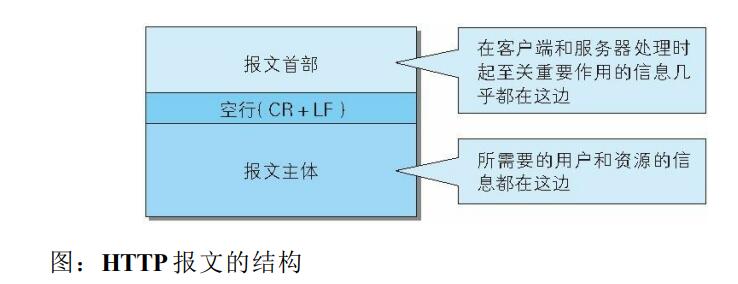 报文首部
在客户端和服务器处理时
起至关重要作用的信息几
乎都在这边
空行( CR + LF )
报文主体
所需要的用户和资源的信
息都在这边
图：HTTP 报文的结构